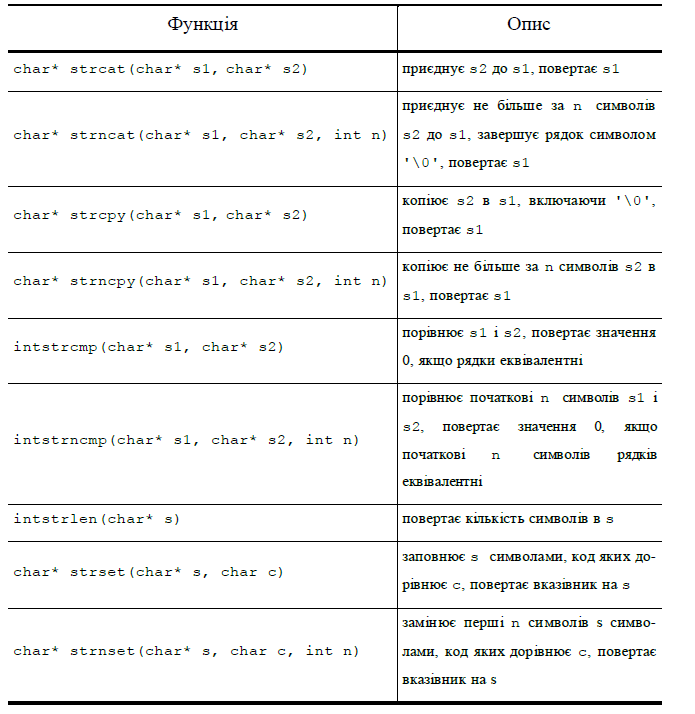 Функція
Опис
char* strcat(char* s1, char* s2)
приєднує s2 до s1, повертає s1
char* strncat(char* s1, char* s2, int n)
приєднує не більше за n символів
s2 до s1, завершує рядок символом
'\0', повертає s1
char* strcpy(char* s1, char* s2)
копіює s2 в s1, включаючи '\0',
повертає s1
char* strncpy(char* s1, char* s2, int n)
копіює не більше за n символів s2 в
s1, повертає s1
intstrcmp(char* s1, char* s2)
порівнює s1 і s2, повертає значення
0, якщо рядки еквівалентні
intstrncmp(char* s1, char* s2, int n)
порівнює початкові n символів s1 і
s2, повертає значення 0, якщо
початкові n символів рядків
еквівалентні
intstrlen(char* s)
повертає кількість символів в s
char* strset(char* s, char c)
заповнює s символами, код яких до-
рівнює c, повертає вказівник на s
char* strnset(char* s, char c, int n)
замінює перші n символів s симво-
лами, код яких дорівнює c, повертає
вказівник на s